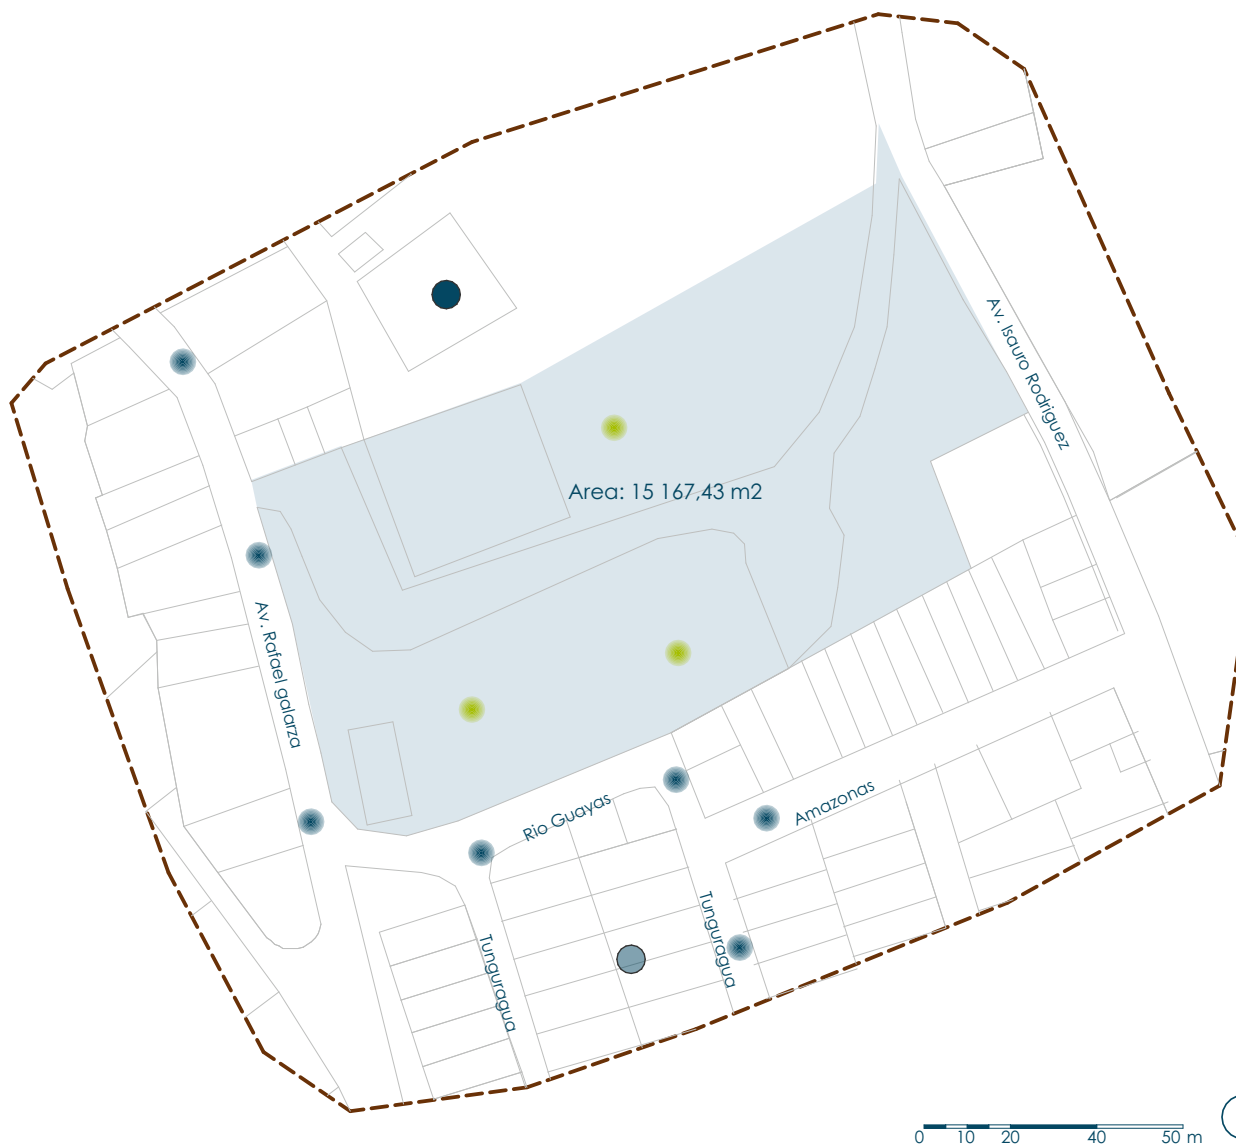 Av. Isauro Rodriguez
Area: 15 167,43 m2
Av. Rafael galarza
Rio Guayas
Amazonas
Tunguragua
Tunguragua
0 10 20 40 50 m